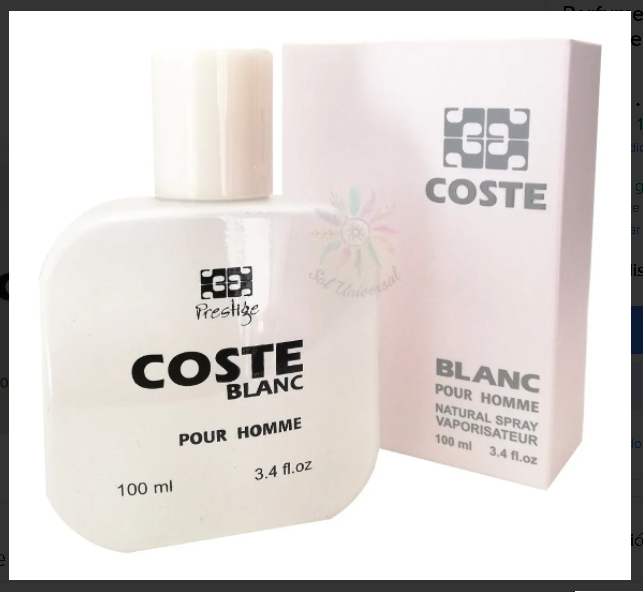 Prestige
COSTE
BLANC
POUR HOMME
100 ml 3.4 fl.oz
COSTE
BLANC
POUR HOMME
NATURAL SPRAY
VAPORISATEUR
100 ml 3.4 fl.oz
Sol Universal